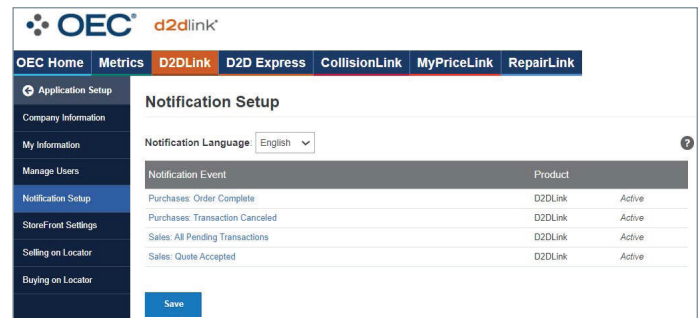 OEC d2dlink
OEC Home Metrics D2DLink D2D Express CollisionLink MyPriceLink RepairLink
Application Setup
Company Information
My Information
Manage Users
Notification Setup
StoreFront Settings
Selling on Locator
Buying on Locator
Notification Setup
Notification Language: English
?
Notification Event Product
Purchases: Order Complete D2DLink Active
Purchases: Transaction Canceled D2DLink Active
Sales: All Pending Transactions D2DLink Active
Sales: Quote Accepted D2DLink Active
Save